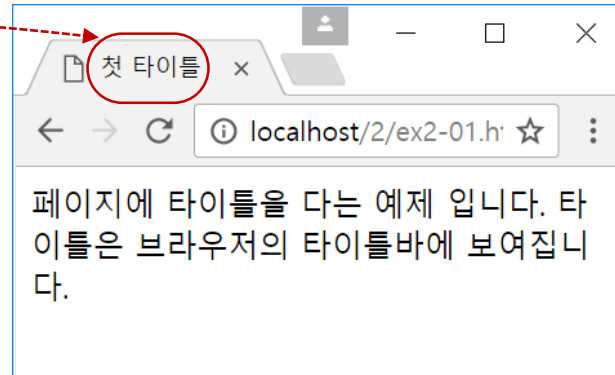 첫 타이틀
localhost/2/ex2-01.h
페이지에 타이틀을 다는 예제 입니다. 타
이틀은 브라우저의 타이틀바에 보여집니
다.